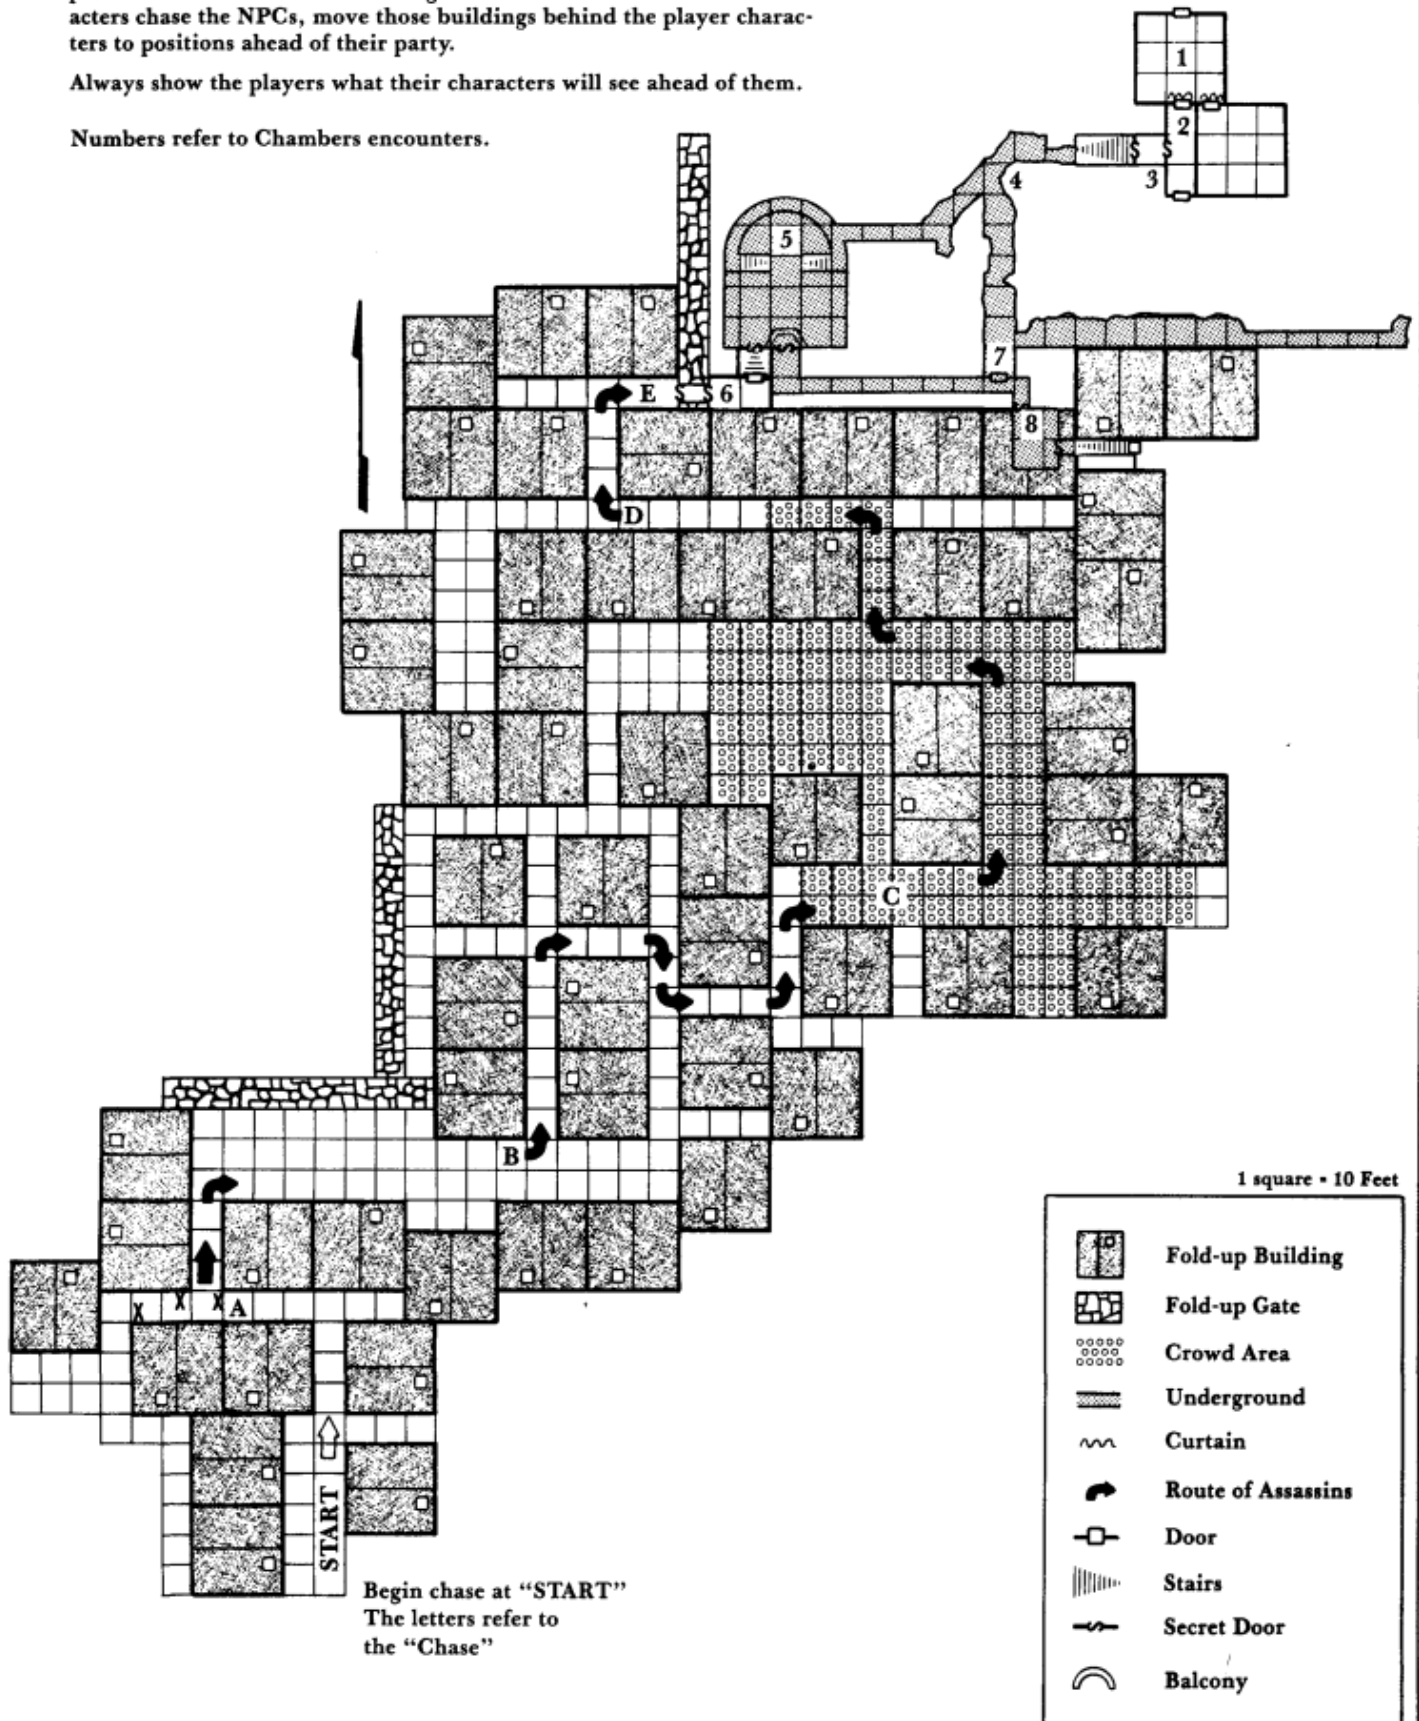 acters chase the NPCs, move those buildings behind the player charac-
ters to positions ahead of their party.
Always show the players what their characters will see ahead of them.
Numbers refer to Chambers encounters.
1
2
3
4
5
S S
E S S 6
7
8
D
C
B
X X X A
START
Begin chase at “START”
The letters refer to
the “Chase”
1 square = 10 Feet
Fold-up Building
Fold-up Gate
Crowd Area
Underground
Curtain
Route of Assassins
Door
Stairs
Secret Door
Balcony